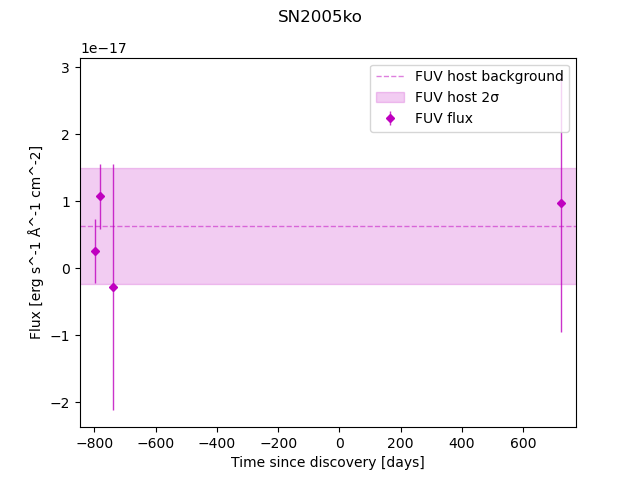 SN2005ko
1e−17
3
2
1
0
−1
−2
Flux [erg s^-1 Å^-1 cm^-2]
FUV host background
FUV host 2σ
FUV flux
−800 −600 −400 −200 0 200 400 600
Time since discovery [days]